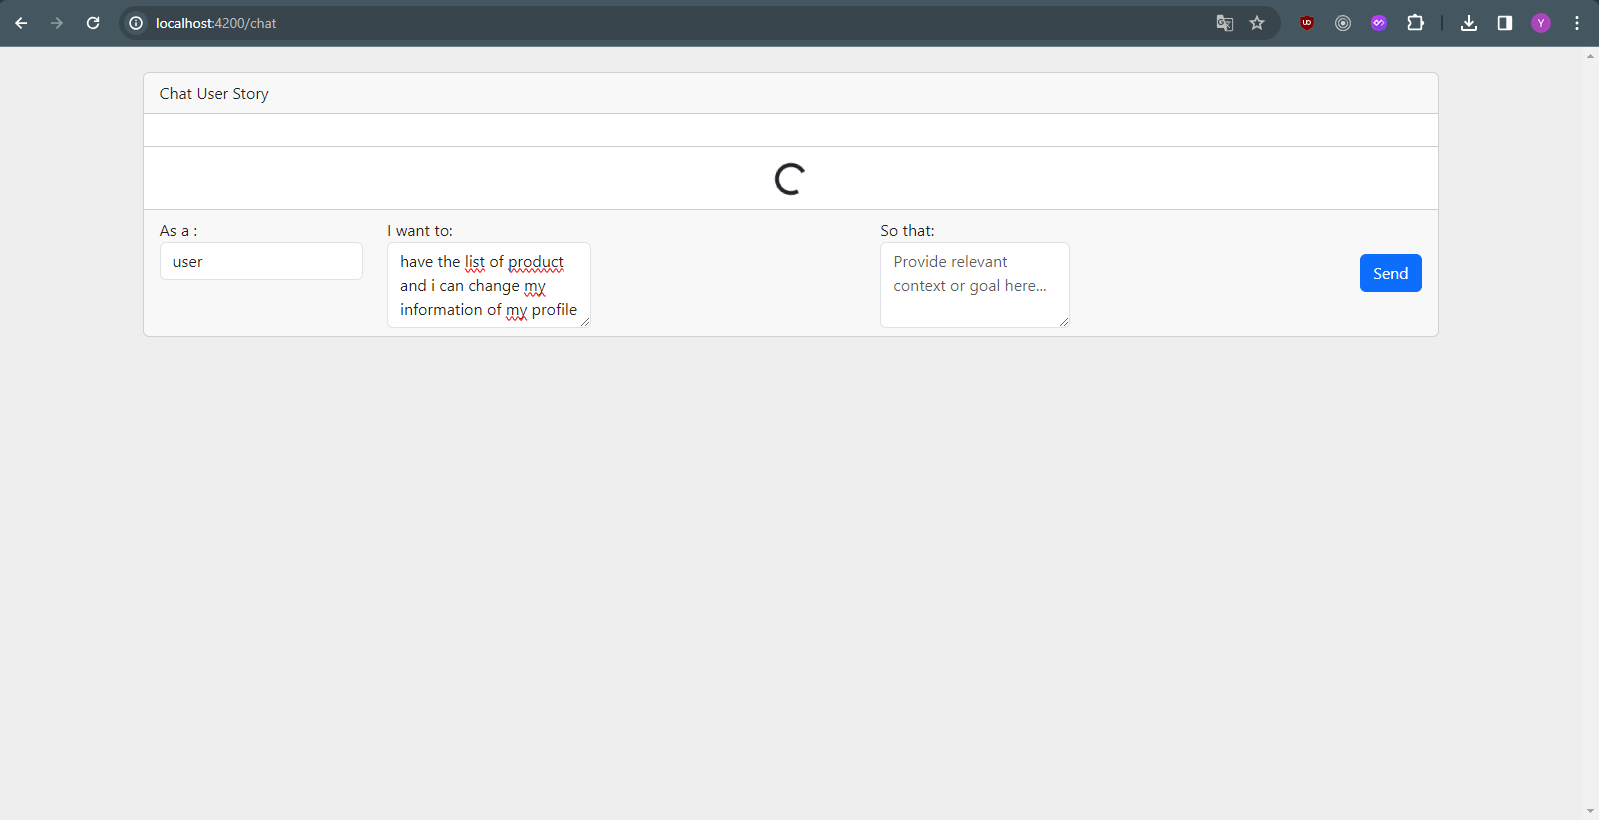 localhost:4200/chat
UD
Y
Chat User Story
As a :
I want to:
So that:
user
have the list of product
and i can change my
information of my profile
Provide relevant
context or goal here...
Send